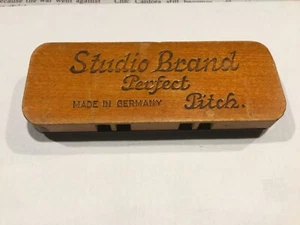 Studio Brand
Perfect
MADE IN GERMANY Pitch.